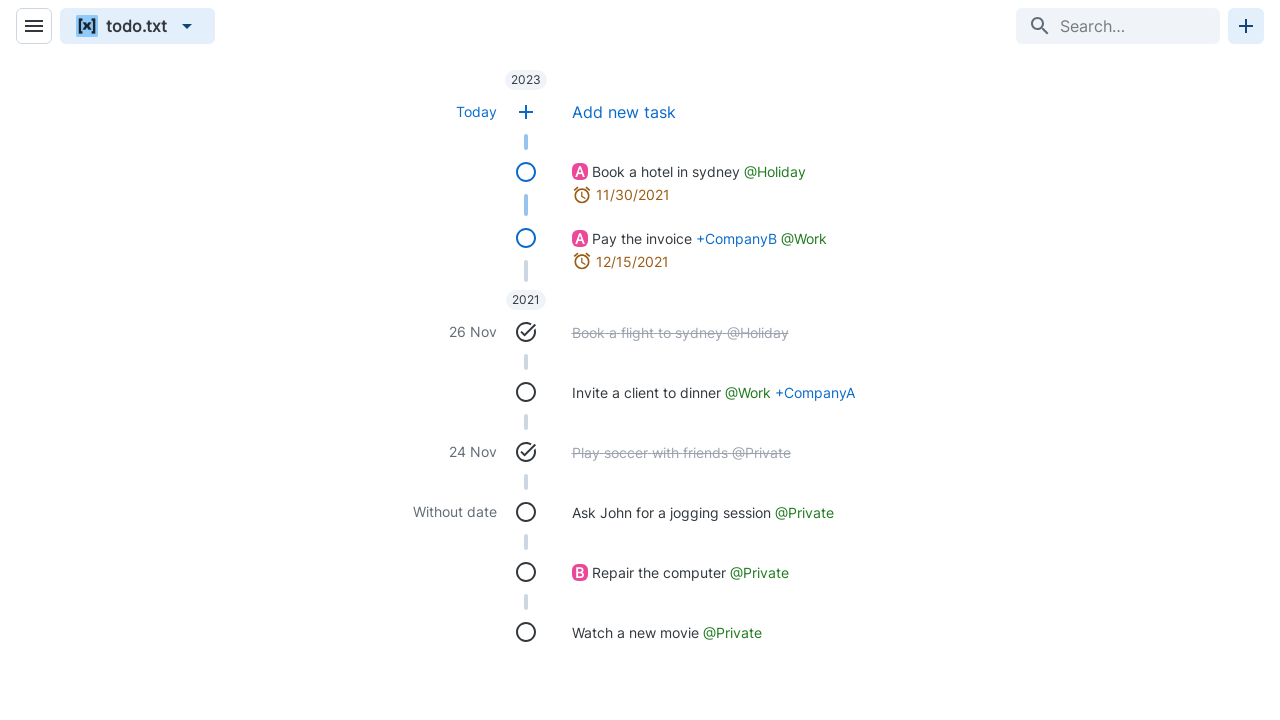 [x] todo.txt
Search…
2023
Today
Add new task
A Book a hotel in sydney @Holiday
11/30/2021
A Pay the invoice +CompanyB @Work
12/15/2021
2021
26 Nov
Book a flight to sydney @Holiday
Invite a client to dinner @Work +CompanyA
24 Nov
Play soccer with friends @Private
Without date
Ask John for a jogging session @Private
B Repair the computer @Private
Watch a new movie @Private